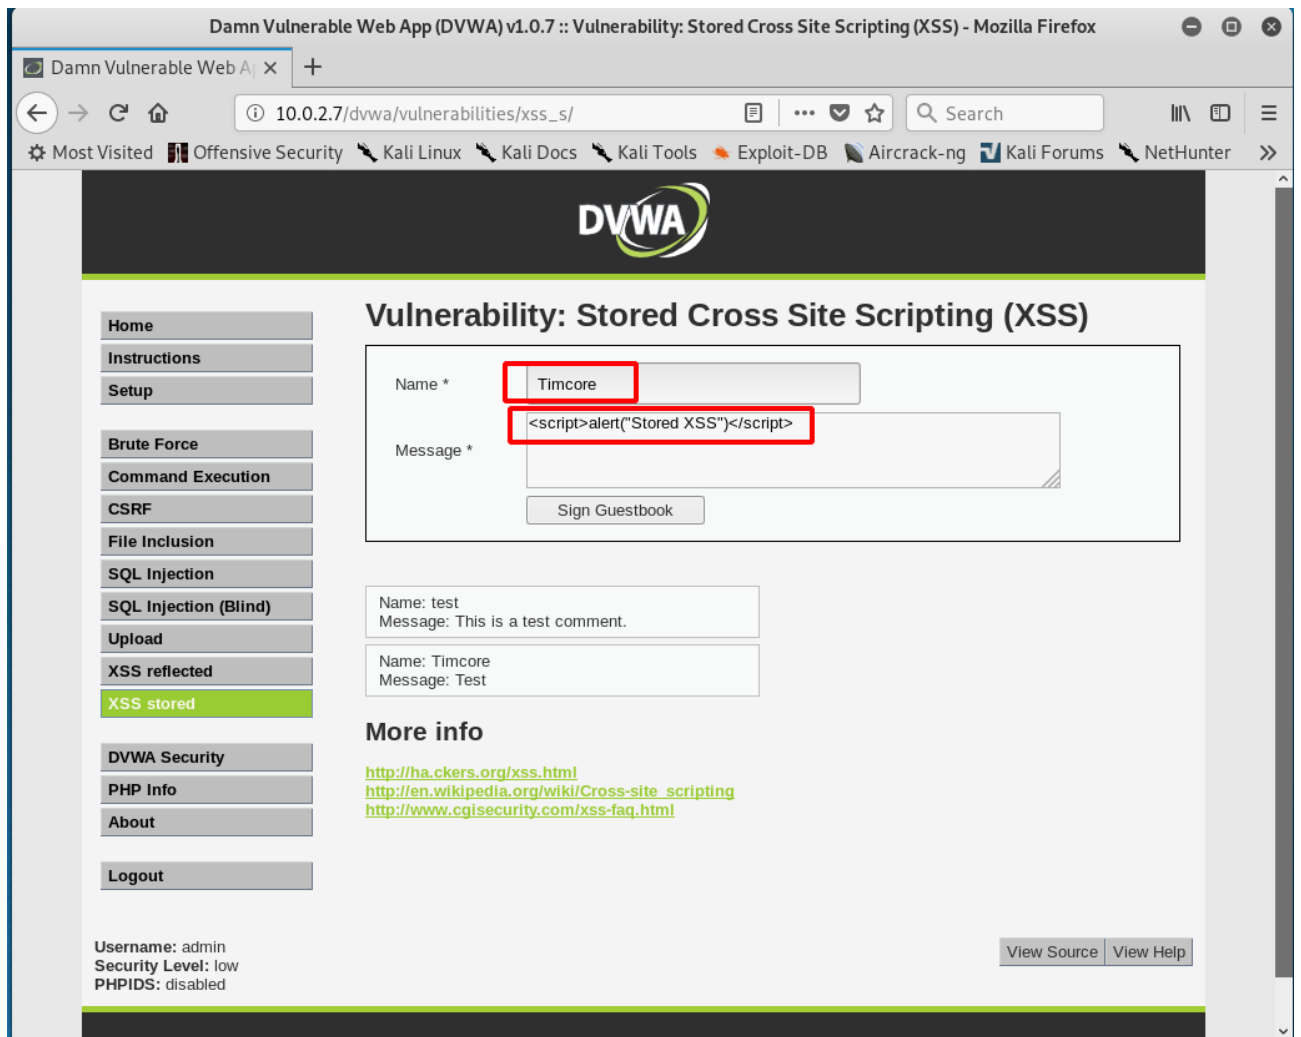 Damn Vulnerable Web App (DVWA) v1.0.7 :: Vulnerability: Stored Cross Site Scripting (XSS) - Mozilla Firefox
Damn Vulnerable Web A
10.0.2.7/dvwa/vulnerabilities/xss_s/
Search
Most Visited Offensive Security Kali Linux Kali Docs Kali Tools Exploit-DB Aircrack-ng Kali Forums NetHunter
DVWA
Home
Instructions
Setup
Brute Force
Command Execution
CSRF
File Inclusion
SQL Injection
SQL Injection (Blind)
Upload
XSS reflected
XSS stored
DVWA Security
PHP Info
About
Logout
Vulnerability: Stored Cross Site Scripting (XSS)
Name * Timcore
Message * <script>alert("Stored XSS")</script>
Sign Guestbook
Name: test
Message: This is a test comment.
Name: Timcore
Message: Test
More info
http://ha.ckers.org/xss.html
http://en.wikipedia.org/wiki/Cross-site_scripting
http://www.cgisecurity.com/xss-faq.html
Username: admin
Security Level: low
PHPIDS: disabled
View Source View Help